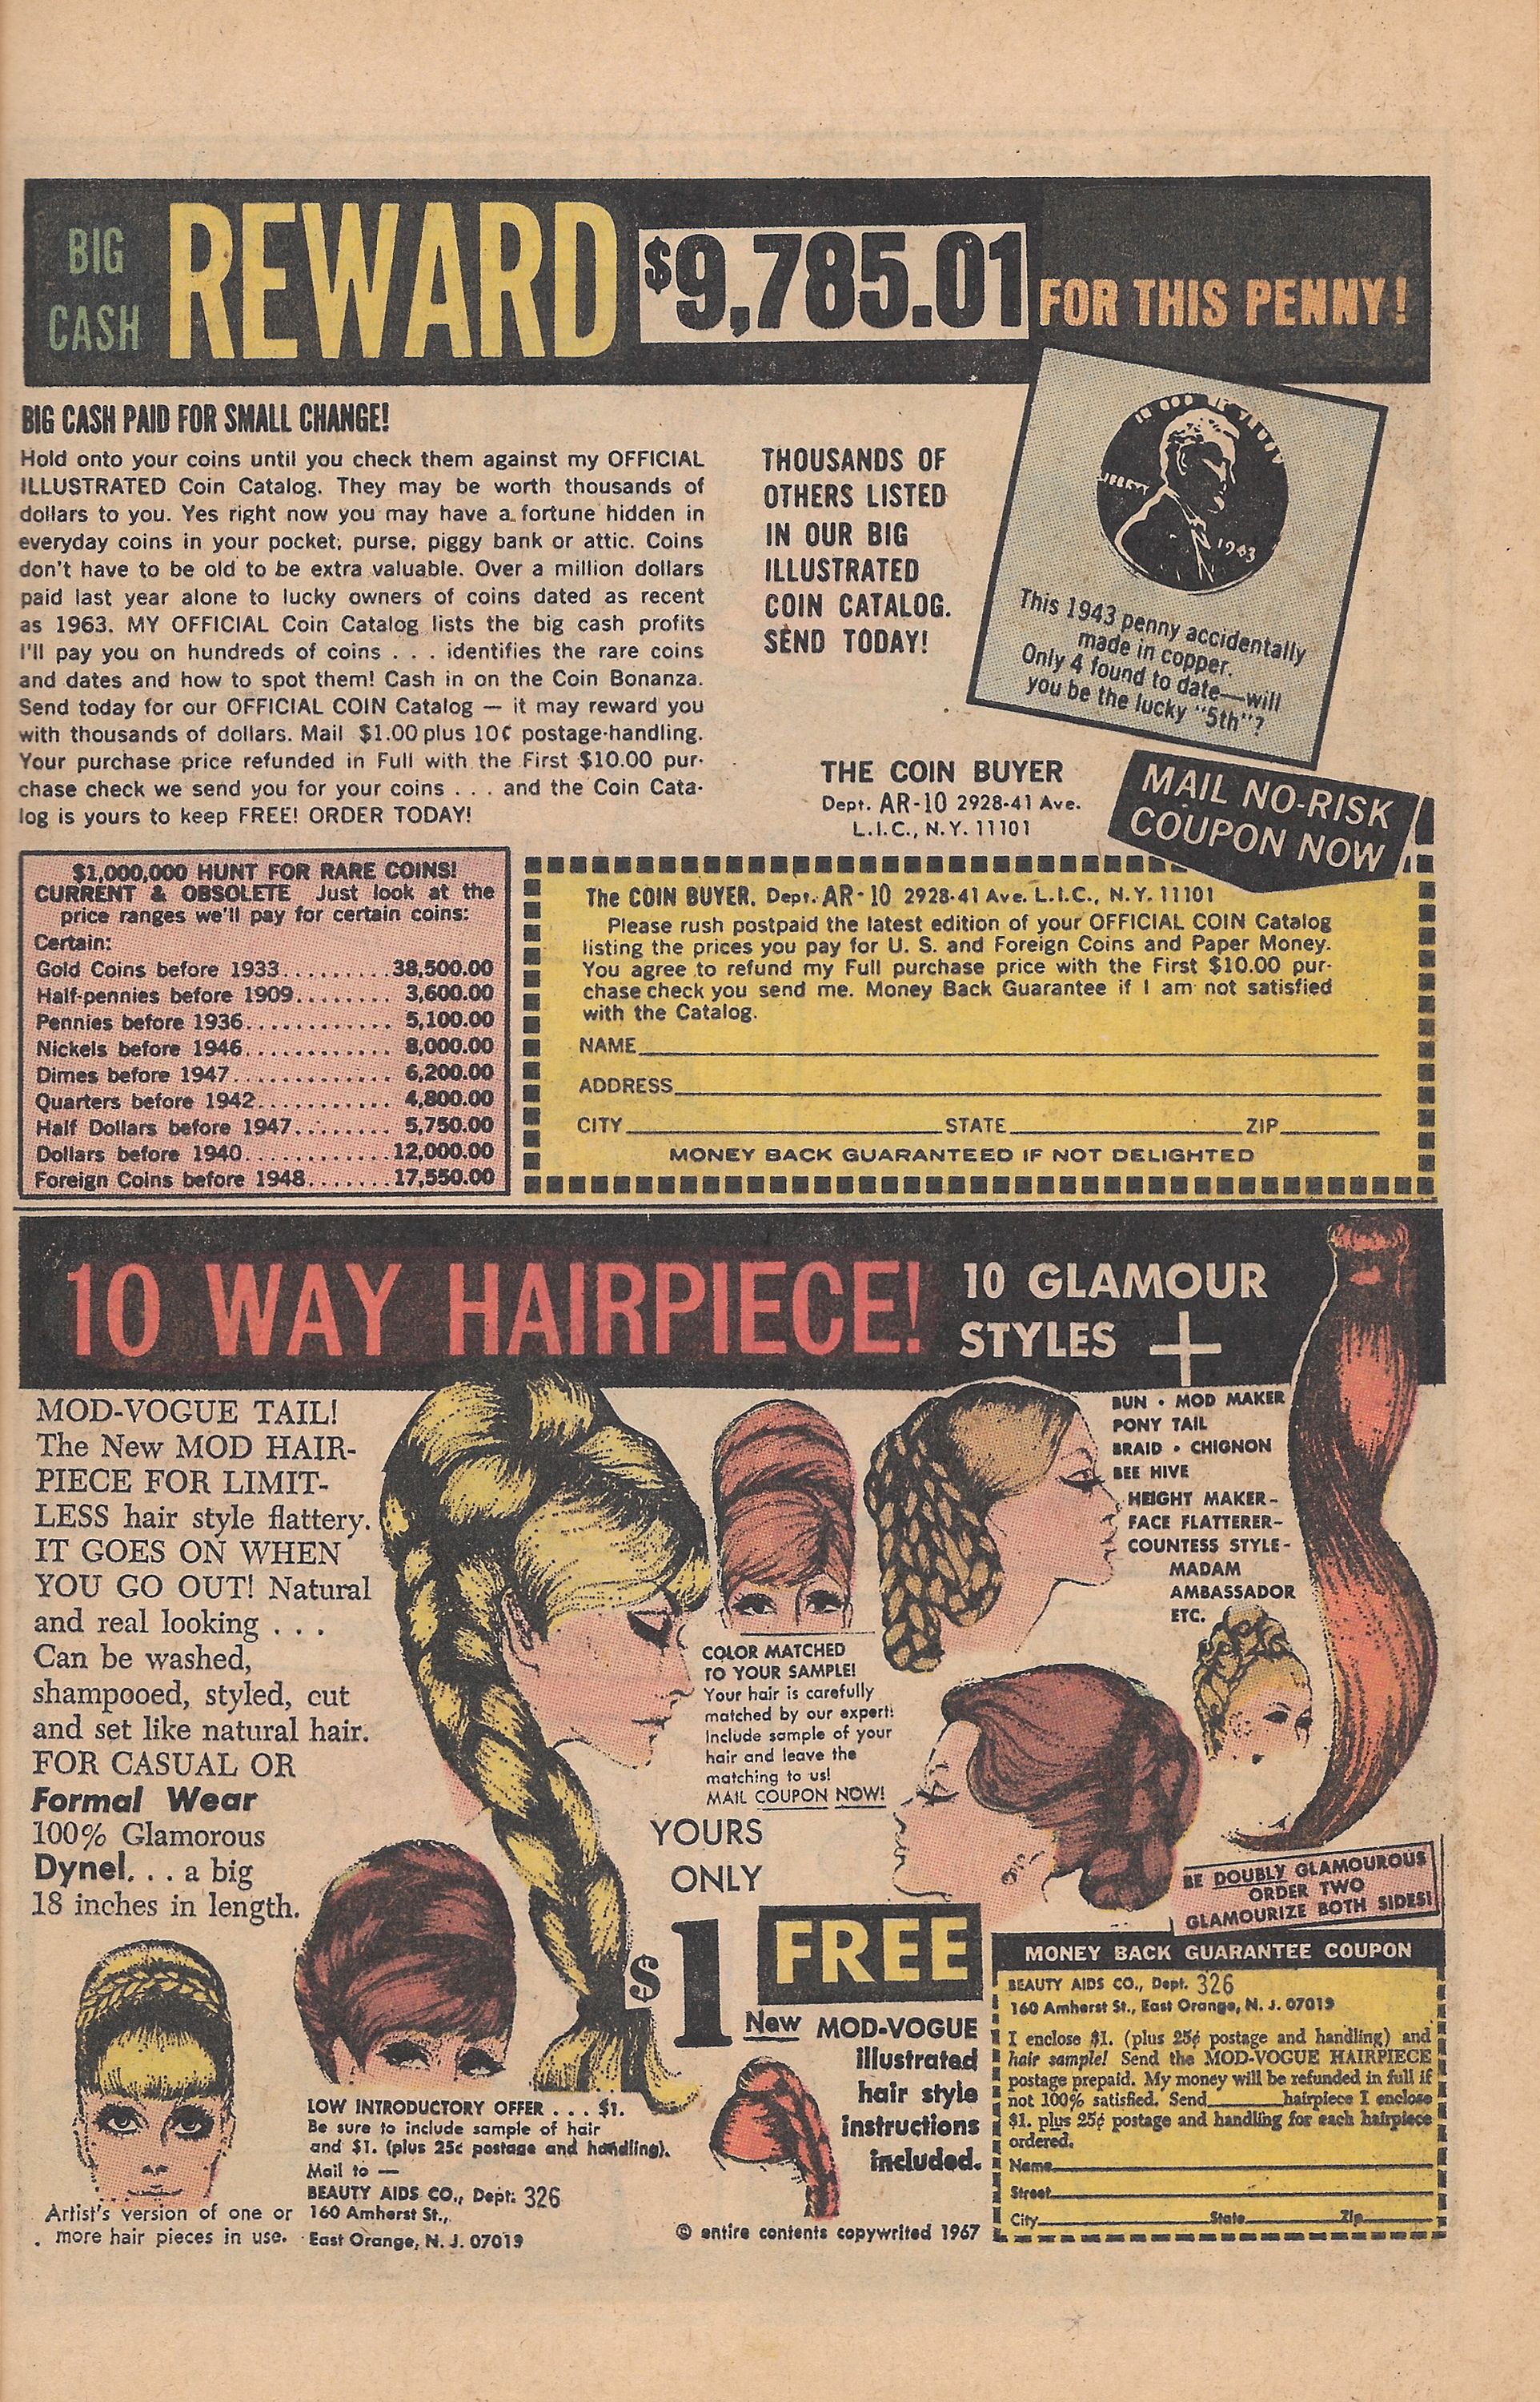 BIG
CASH
REWARD
$9,785.01
FOR THIS PENNY!
BIG CASH PAID FOR SMALL CHANGE!
Hold onto your coins until you check them against my OFFICIAL
ILLUSTRATED Coin Catalog. They may be worth thousands of
dollars to you. Yes right now you may have a fortune hidden in
everyday coins in your pocket, purse, piggy bank or attic. Coins
don't have to be old to be extra valuable. Over a million dollars
paid last year alone to lucky owners of coins dated as recent
as 1963. MY OFFICIAL Coin Catalog lists the big cash profits
I'll pay you on hundreds of coins . . . identifies the rare coins
and dates and how to spot them! Cash in on the Coin Bonanza.
Send today for our OFFICIAL COIN Catalog — it may reward you
with thousands of dollars. Mail $1.00 plus 10¢ postage-handling.
Your purchase price refunded in Full with the First $10.00 pur-
chase check we send you for your coins . . . and the Coin Cata-
log is yours to keep FREE! ORDER TODAY!
THOUSANDS OF
OTHERS LISTED
IN OUR BIG
ILLUSTRATED
COIN CATALOG.
SEND TODAY!
IN GOD WE TRUST
LIBERTY
1943
This 1943 penny accidentally
made in copper.
Only 4 found to date—will
you be the lucky "5th"?
THE COIN BUYER
Dept. AR-10 2928-41 Ave.
L.I.C., N.Y. 11101
MAIL NO-RISK
COUPON NOW
$1,000,000 HUNT FOR RARE COINS!
CURRENT & OBSOLETE Just look at the
price ranges we'll pay for certain coins:
Certain:
Gold Coins before 1933.........38,500.00
Half-pennies before 1909........ 3,600.00
Pennies before 1936............ 5,100.00
Nickels before 1946............ 8,000.00
Dimes before 1947............. 6,200.00
Quarters before 1942........... 4,800.00
Half Dollars before 1947........ 5,750.00
Dollars before 1940............12,000.00
Foreign Coins before 1948.......17,550.00
The COIN BUYER. Dept. AR-10 2928-41 Ave. L.I.C., N.Y. 11101
Please rush postpaid the latest edition of your OFFICIAL COIN Catalog
listing the prices you pay for U. S. and Foreign Coins and Paper Money.
You agree to refund my Full purchase price with the First $10.00 pur-
chase check you send me. Money Back Guarantee if I am not satisfied
with the Catalog.
NAME
ADDRESS
CITY STATE ZIP
MONEY BACK GUARANTEED IF NOT DELIGHTED
10 WAY HAIRPIECE!
10 GLAMOUR
STYLES +
MOD-VOGUE TAIL!
The New MOD HAIR-
PIECE FOR LIMIT-
LESS hair style flattery.
IT GOES ON WHEN
YOU GO OUT! Natural
and real looking . . .
Can be washed,
shampooed, styled, cut
and set like natural hair.
FOR CASUAL OR
Formal Wear
100% Glamorous
Dynel. . . a big
18 inches in length.
BUN • MOD MAKER
PONY TAIL
BRAID • CHIGNON
BEE HIVE
HEIGHT MAKER-
FACE FLATTERER-
COUNTESS STYLE-
MADAM
AMBASSADOR
ETC.
COLOR MATCHED
TO YOUR SAMPLE!
Your hair is carefully
matched by our expert!
Include sample of your
hair and leave the
matching to us!
MAIL COUPON NOW!
YOURS
ONLY
$1
FREE
New MOD-VOGUE
illustrated
hair style
instructions
included.
BE DOUBLY GLAMOUROUS
ORDER TWO
GLAMOURIZE BOTH SIDES!
MONEY BACK GUARANTEE COUPON
BEAUTY AIDS CO., Dept. 326
160 Amherst St., East Orange, N. J. 07019
I enclose $1. (plus 25¢ postage and handling) and
hair sample! Send the MOD-VOGUE HAIRPIECE
postage prepaid. My money will be refunded in full if
not 100% satisfied. Send______hairpiece I enclose
$1. plus 25¢ postage and handling for each hairpiece
ordered.
Name
Street
City State Zip
LOW INTRODUCTORY OFFER . . . $1.
Be sure to include sample of hair
and $1. (plus 25c postage and handling).
Mail to —
BEAUTY AIDS CO., Dept. 326
160 Amherst St.,
East Orange, N. J. 07019
Artist's version of one or
more hair pieces in use.
© entire contents copywrited 1967